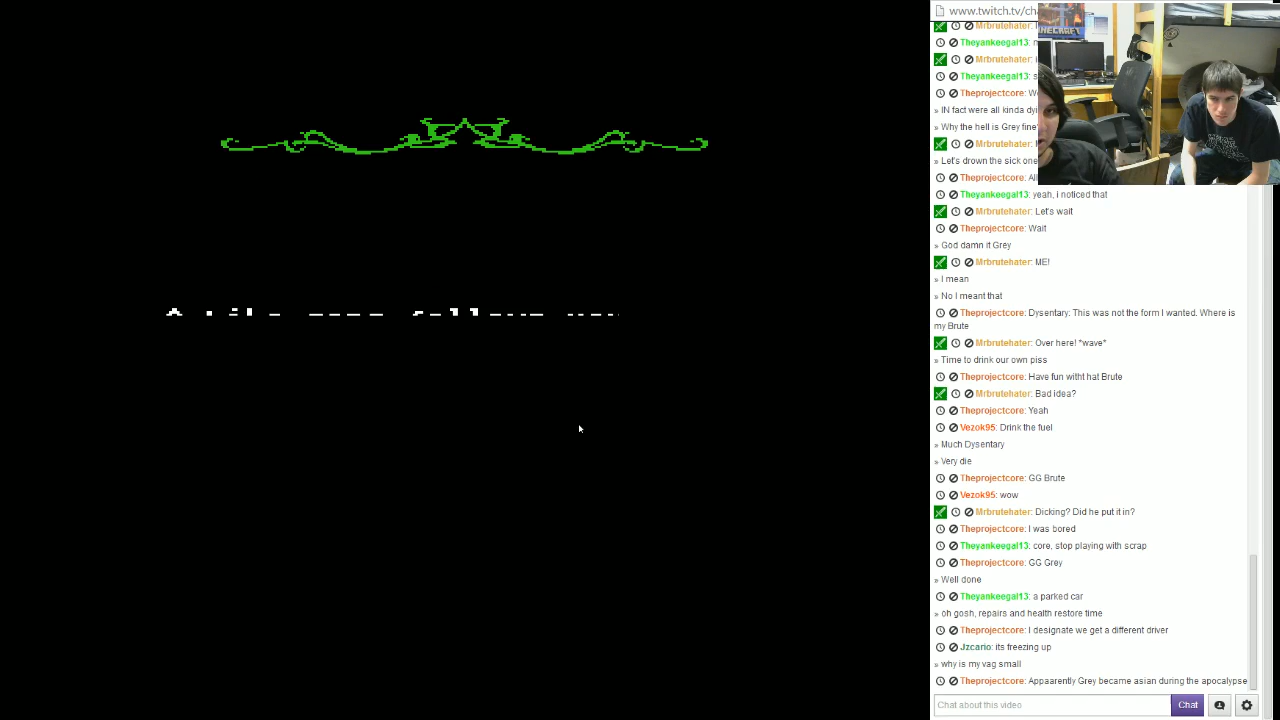 www.twitch.tv/ch
MINECRAFT
Mrbrutehater:
Theyankeegal13:
Mrbrutehater:
Theyankeegal13:
Theprojectcore:
» IN fact were all kinda
» Why the hell is Grey fine
Mrbrutehater:
» Let's drown the sick one
Theprojectcore:
Theyankeegal13: yeah, i noticed that
Mrbrutehater: Let's wait
Theprojectcore: Wait
» God damn it Grey
Mrbrutehater: ME!
» I mean
» No I meant that
Theprojectcore: Dysentary: This was not the form I wanted. Where is
my Brute
Mrbrutehater: Over here! *wave*
» Time to drink our own piss
Theprojectcore: Have fun witht hat Brute
Mrbrutehater: Bad idea?
Theprojectcore: Yeah
Vezok95: Drink the fuel
» Much Dysentary
» Very die
Theprojectcore: GG Brute
Vezok95: wow
Mrbrutehater: Dicking? Did he put it in?
Theprojectcore: I was bored
Theyankeegal13: core, stop playing with scrap
Theprojectcore: GG Grey
» Well done
Theyankeegal13: a parked car
» oh gosh, repairs and health restore time
Theprojectcore: I designate we get a different driver
Jzcario: its freezing up
» why is my vag small
Theprojectcore: Appaarently Grey became asian during the apocalypse
Chat about this video
Chat